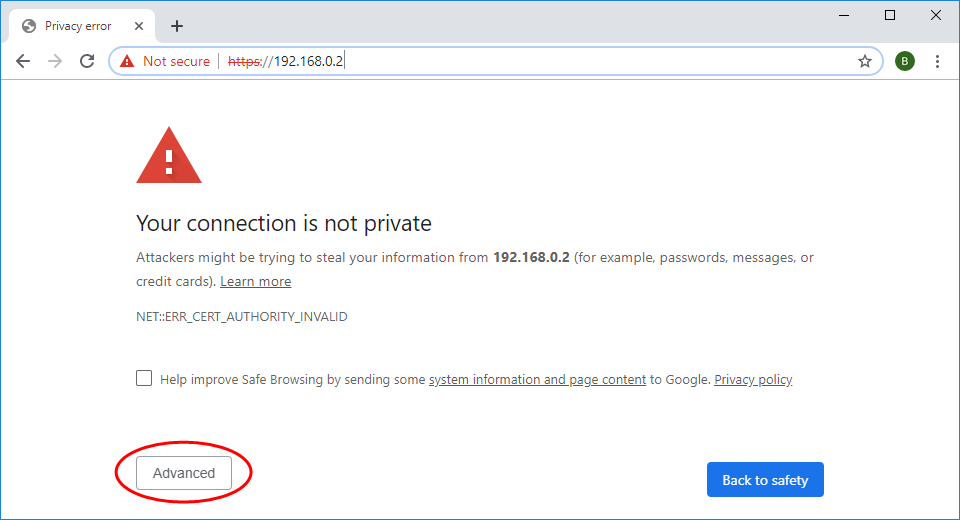 Privacy error
Not secure
https://192.168.0.2
B
Your connection is not private
Attackers might be trying to steal your information from 192.168.0.2 (for example, passwords, messages, or
credit cards). Learn more
NET::ERR_CERT_AUTHORITY_INVALID
Help improve Safe Browsing by sending some system information and page content to Google. Privacy policy
Advanced
Back to safety